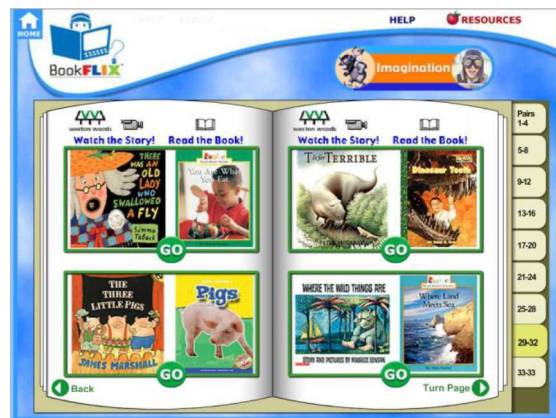 HELP
RESOURCES
HOME
BookFLIX
Imagination
weston woods
weston woods
Watch the Story!
Read the Book!
Watch the Story!
Read the Book!
THERE
WAS AN
OLD
LADY
WHO
SWALLOWED
A FLY
Simms
Taback
You Are What
You Eat
GO
T is for TERRIBLE
Dinosaur Teeth
GO
THE
THREE
LITTLE PIGS
JAMES MARSHALL
Pigs
GO
WHERE THE WILD THINGS ARE
STORY AND PICTURES BY MAURICE SENDAK
Where Land
Meets Sea
GO
Back
Turn Page
Pairs
1-4
5-8
9-12
13-16
17-20
21-24
25-28
29-32
33-33